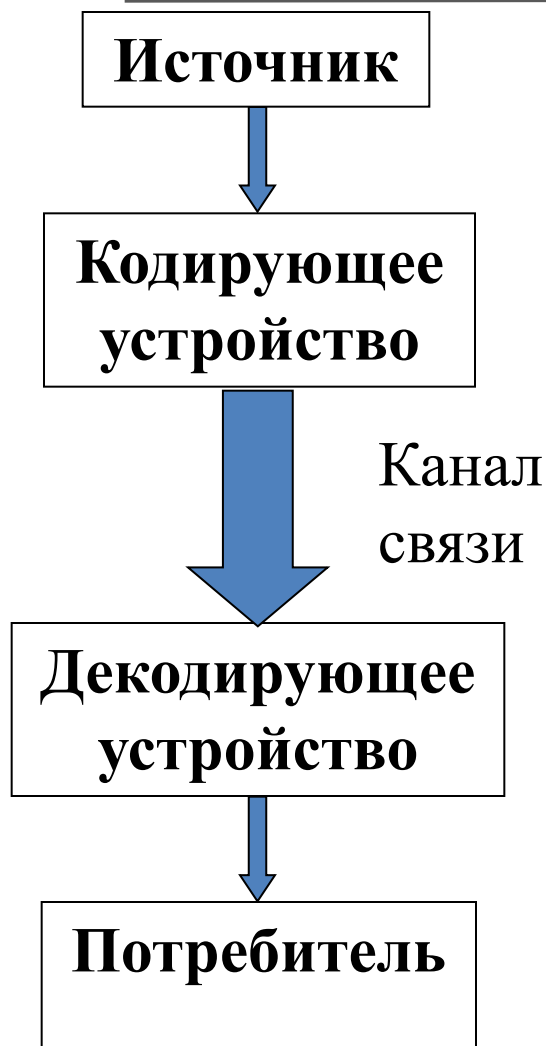 Источник
Кодирующее
устройство
Канал
связи
Декодирующее
устройство
Потребитель